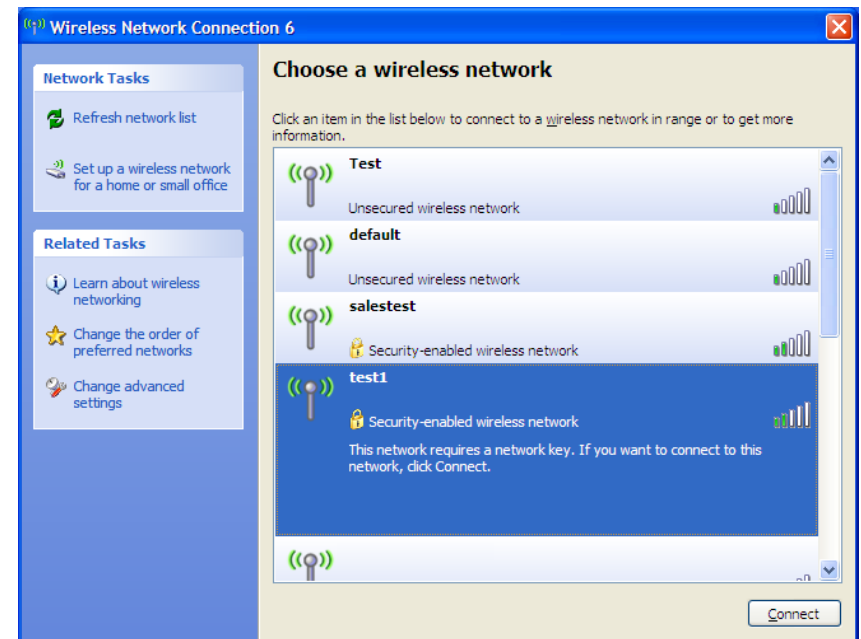 Wireless Network Connection 6
Network Tasks
Refresh network list
Set up a wireless network
for a home or small office
Related Tasks
Learn about wireless
networking
Change the order of
preferred networks
Change advanced
settings
Choose a wireless network
Click an item in the list below to connect to a wireless network in range or to get more
information.
Test
Unsecured wireless network
default
Unsecured wireless network
salestest
Security-enabled wireless network
test1
Security-enabled wireless network
This network requires a network key. If you want to connect to this
network, click Connect.
Connect